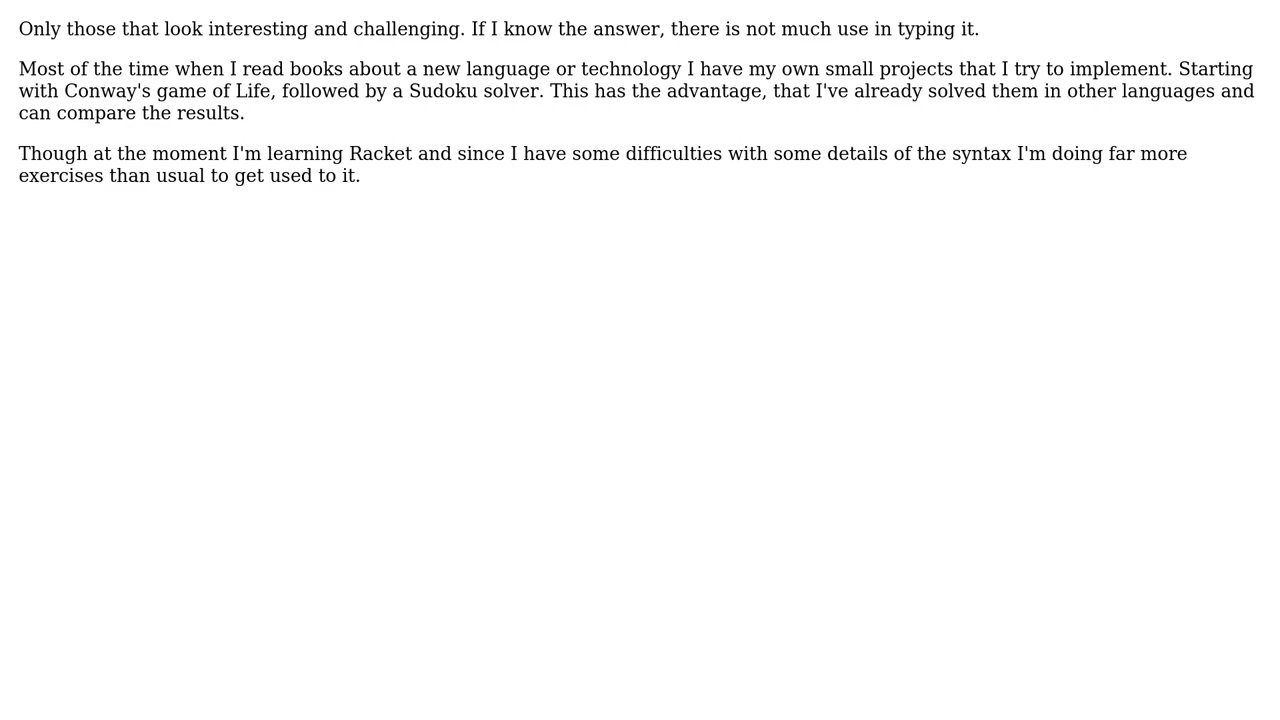 Only those that look interesting and challenging. If I know the answer, there is not much use in typing it.
Most of the time when I read books about a new language or technology I have my own small projects that I try to implement. Starting
with Conway's game of Life, followed by a Sudoku solver. This has the advantage, that I've already solved them in other languages and
can compare the results.
Though at the moment I'm learning Racket and since I have some difficulties with some details of the syntax I'm doing far more
exercises than usual to get used to it.